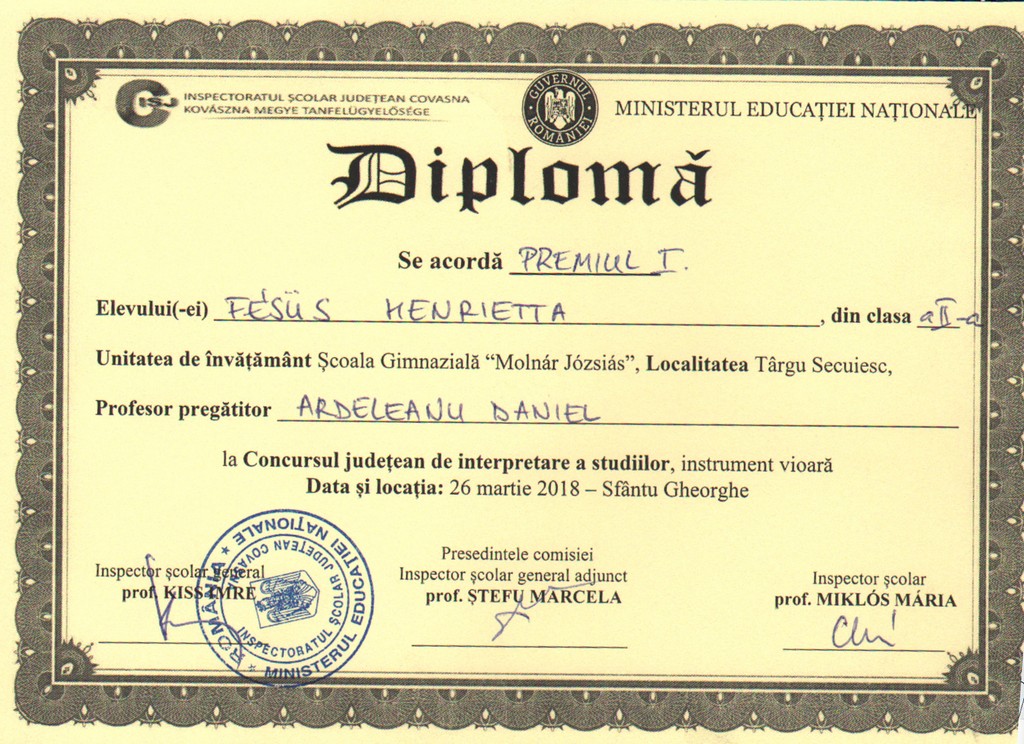 INSPECTORATUL ȘCOLAR JUDEȚEAN COVASNA
KOVÁSZNA MEGYE TANFELÜGYELŐSÉGE
GUVERNUL ROMÂNIEI
MINISTERUL EDUCAȚIEI NAȚIONALE
Diplomă
Se acordă PREMIUL I.
Elevului(-ei) FÉSÜS HENRIETTA, din clasa a II-a
Unitatea de învățământ Școala Gimnazială “Molnár Józsiás”, Localitatea Târgu Secuiesc,
Profesor pregătitor ARDELEANU DANIEL
la Concursul județean de interpretare a studiilor, instrument vioară
Data și locația: 26 martie 2018 – Sfântu Gheorghe
Inspector școlar general
prof. KISS IMRE
Presedintele comisiei
Inspector școlar general adjunct
prof. ȘTEFU MARCELA
Inspector școlar
prof. MIKLÓS MÁRIA
ROMÂNIA * MINISTERUL EDUCAȚIEI NAȚIONALE *
INSPECTORATUL ȘCOLAR JUDEȚEAN COVASNA